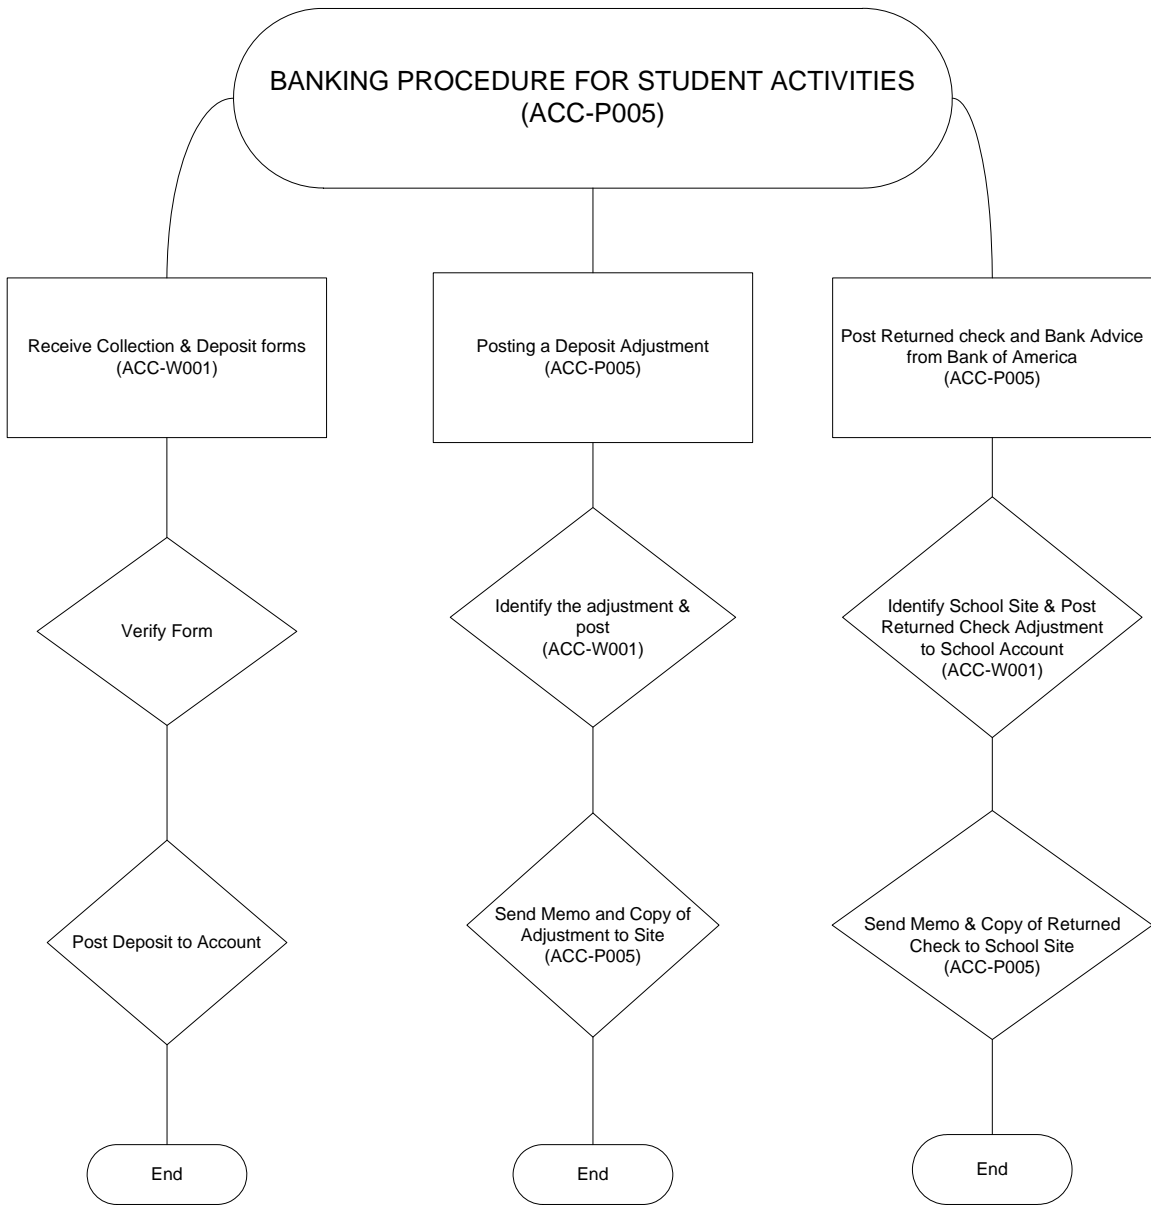 BANKING PROCEDURE FOR STUDENT ACTIVITIES
(ACC-P005)
Receive Collection & Deposit forms
(ACC-W001)
Verify Form
Post Deposit to Account
End
Posting a Deposit Adjustment
(ACC-P005)
Identify the adjustment &
post
(ACC-W001)
Send Memo and Copy of
Adjustment to Site
(ACC-P005)
End
Post Returned check and Bank Advice
from Bank of America
(ACC-P005)
Identify School Site & Post
Returned Check Adjustment
to School Account
(ACC-W001)
Send Memo & Copy of Returned
Check to School Site
(ACC-P005)
End